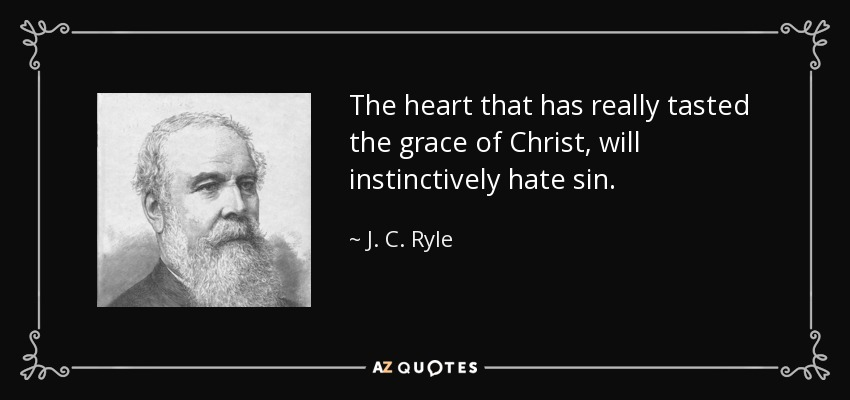 The heart that has really tasted
the grace of Christ, will
instinctively hate sin.
~ J. C. Ryle
AZ QUOTES